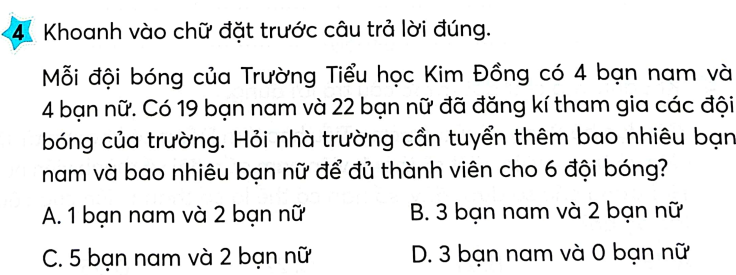 4 Khoanh vào chữ đặt trước câu trả lời đúng.
Mỗi đội bóng của Trường Tiểu học Kim Đồng có 4 bạn nam và
4 bạn nữ. Có 19 bạn nam và 22 bạn nữ đã đăng kí tham gia các đội
bóng của trường. Hỏi nhà trường cần tuyển thêm bao nhiêu bạn
nam và bao nhiêu bạn nữ để đủ thành viên cho 6 đội bóng?
A. 1 bạn nam và 2 bạn nữ B. 3 bạn nam và 2 bạn nữ
C. 5 bạn nam và 2 bạn nữ D. 3 bạn nam và 0 bạn nữ